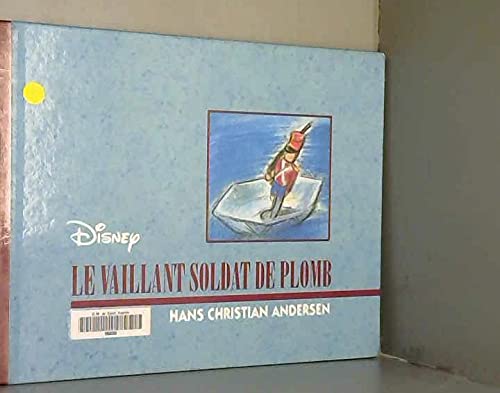 Disney
LE VAILLANT SOLDAT DE PLOMB
HANS CHRISTIAN ANDERSEN